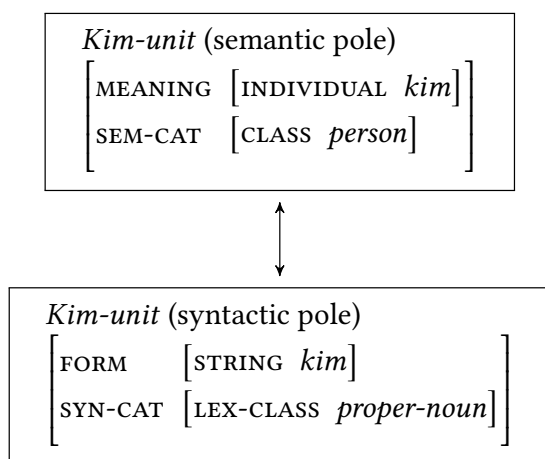 Kim-unit (semantic pole)
MEANING [INDIVIDUAL kim]
SEM-CAT [CLASS person]
Kim-unit (syntactic pole)
FORM [STRING kim]
SYN-CAT [LEX-CLASS proper-noun]